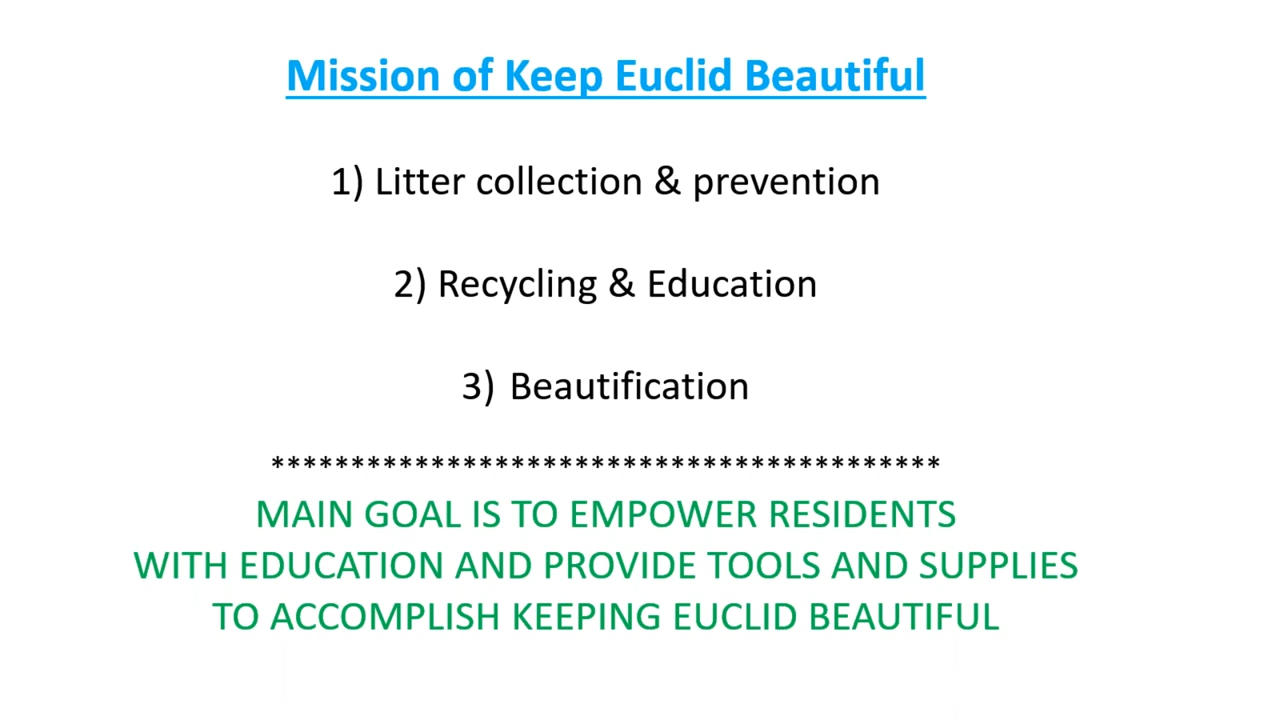 Mission of Keep Euclid Beautiful
1) Litter collection & prevention
2) Recycling & Education
3) Beautification
******************************************
MAIN GOAL IS TO EMPOWER RESIDENTS
WITH EDUCATION AND PROVIDE TOOLS AND SUPPLIES
TO ACCOMPLISH KEEPING EUCLID BEAUTIFUL